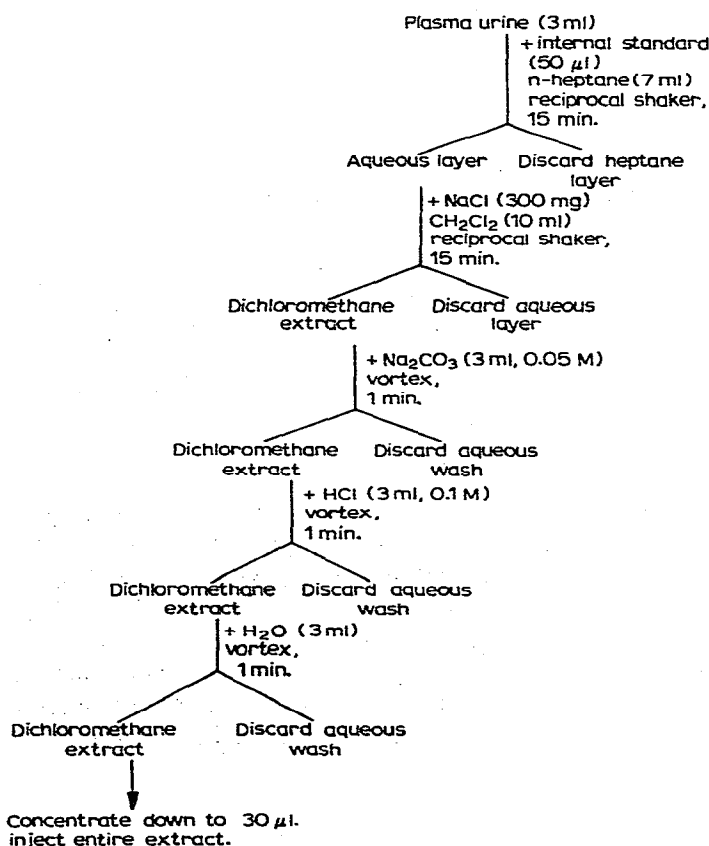 Plasma urine (3 ml)
+ internal standard
(50 μl)
n-heptane (7 ml)
reciprocal shaker,
15 min.
Aqueous layer
Discard heptane
layer
+ NaCl (300 mg)
CH₂Cl₂ (10 ml)
reciprocal shaker,
15 min.
Dichloromethane
extract
Discard aqueous
layer
+ Na₂CO₃ (3 ml, 0.05 M)
vortex,
1 min.
Dichloromethane
extract
Discard aqueous
wash
+ HCl (3 ml, 0.1 M)
vortex,
1 min.
Dichloromethane
extract
Discard aqueous
wash
+ H₂O (3 ml)
vortex,
1 min.
Dichloromethane
extract
Discard aqueous
wash
Concentrate down to 30 μl.
inject entire extract.